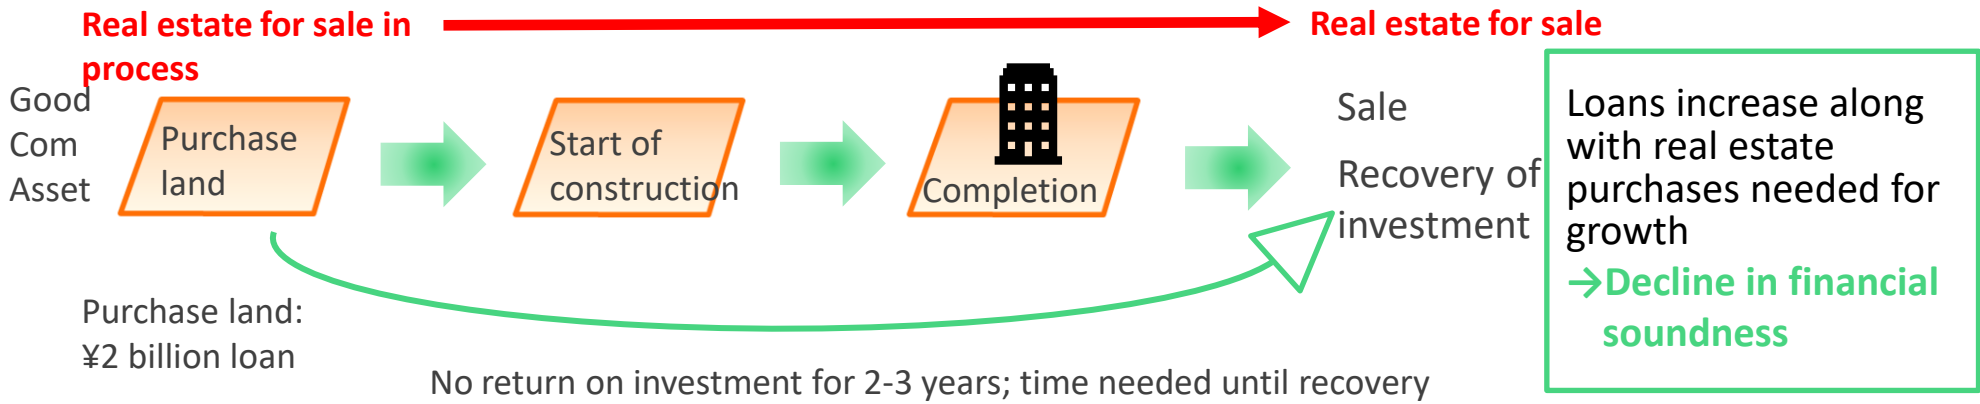 Real estate for sale in
process
Real estate for sale
Good
Com
Asset
Purchase
land
Start of
construction
Completion
Sale
Recovery of
investment
Loans increase along
with real estate
purchases needed for
growth
→Decline in financial
soundness
Purchase land:
¥2 billion loan
No return on investment for 2-3 years; time needed until recovery